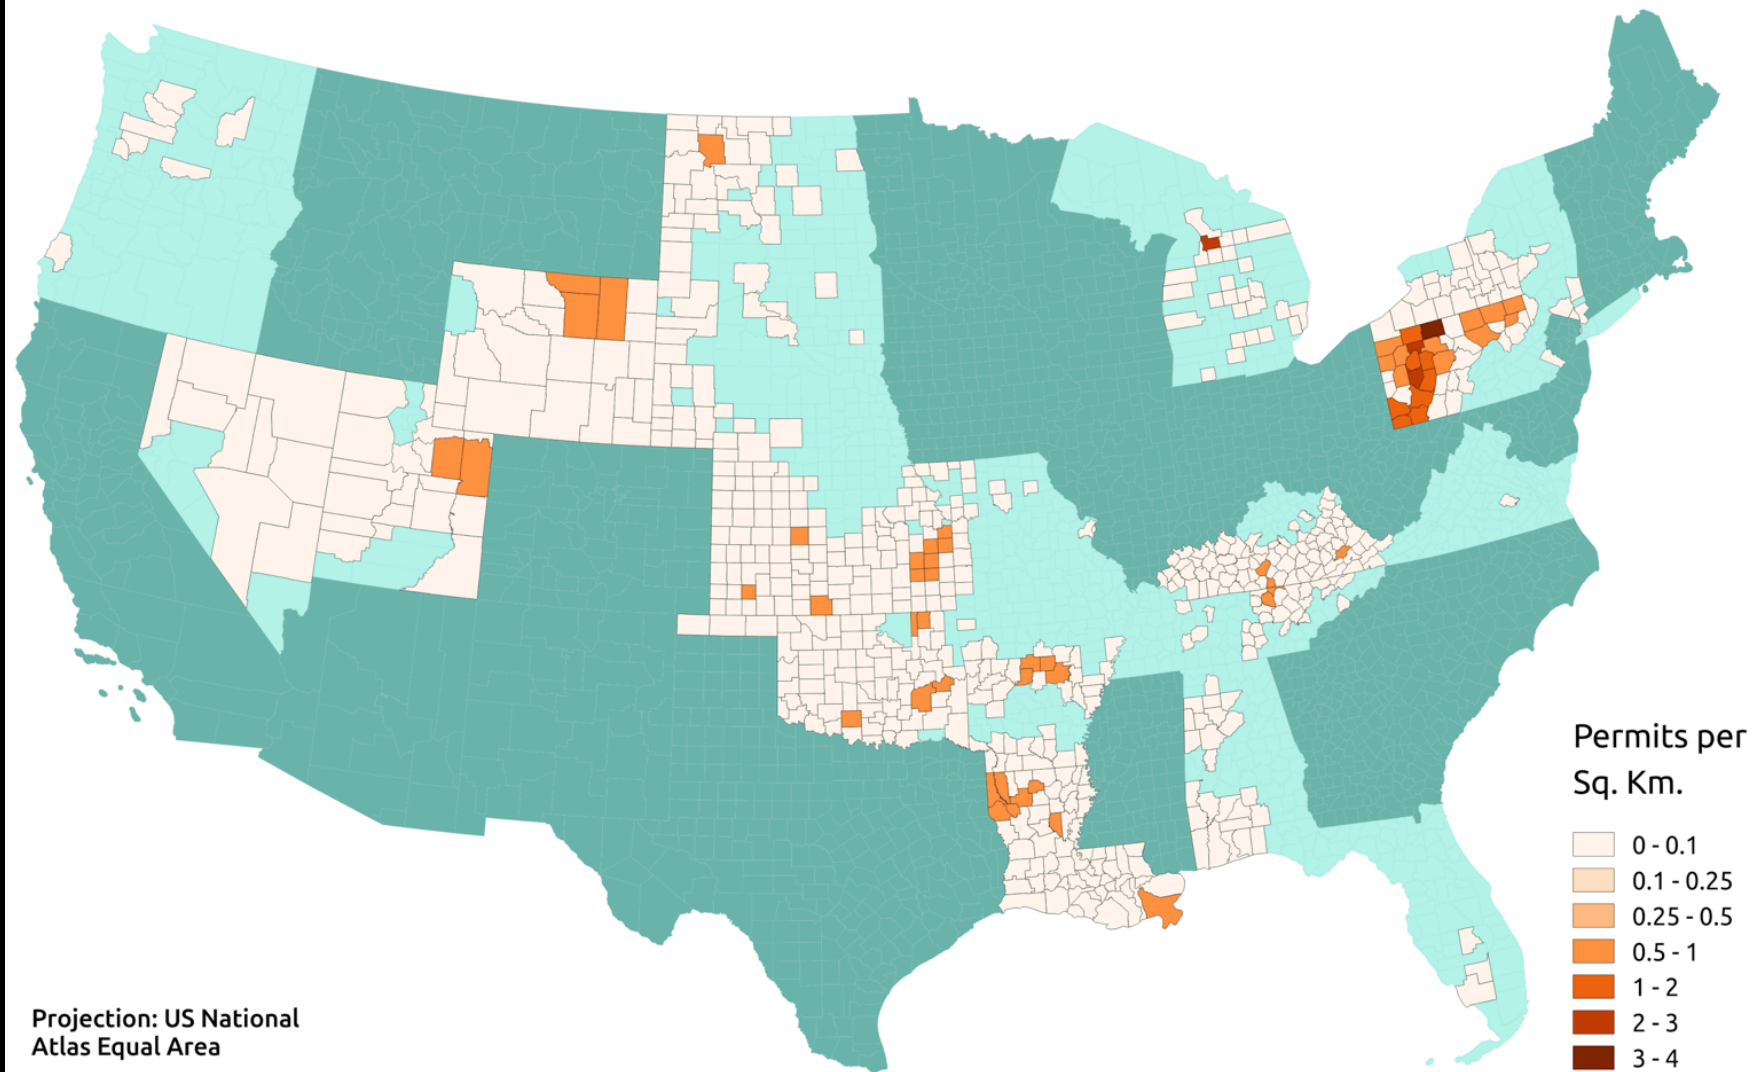 Permits per
Sq. Km.
0 - 0.1
0.1 - 0.25
0.25 - 0.5
0.5 - 1
1 - 2
2 - 3
3 - 4
Projection: US National
Atlas Equal Area